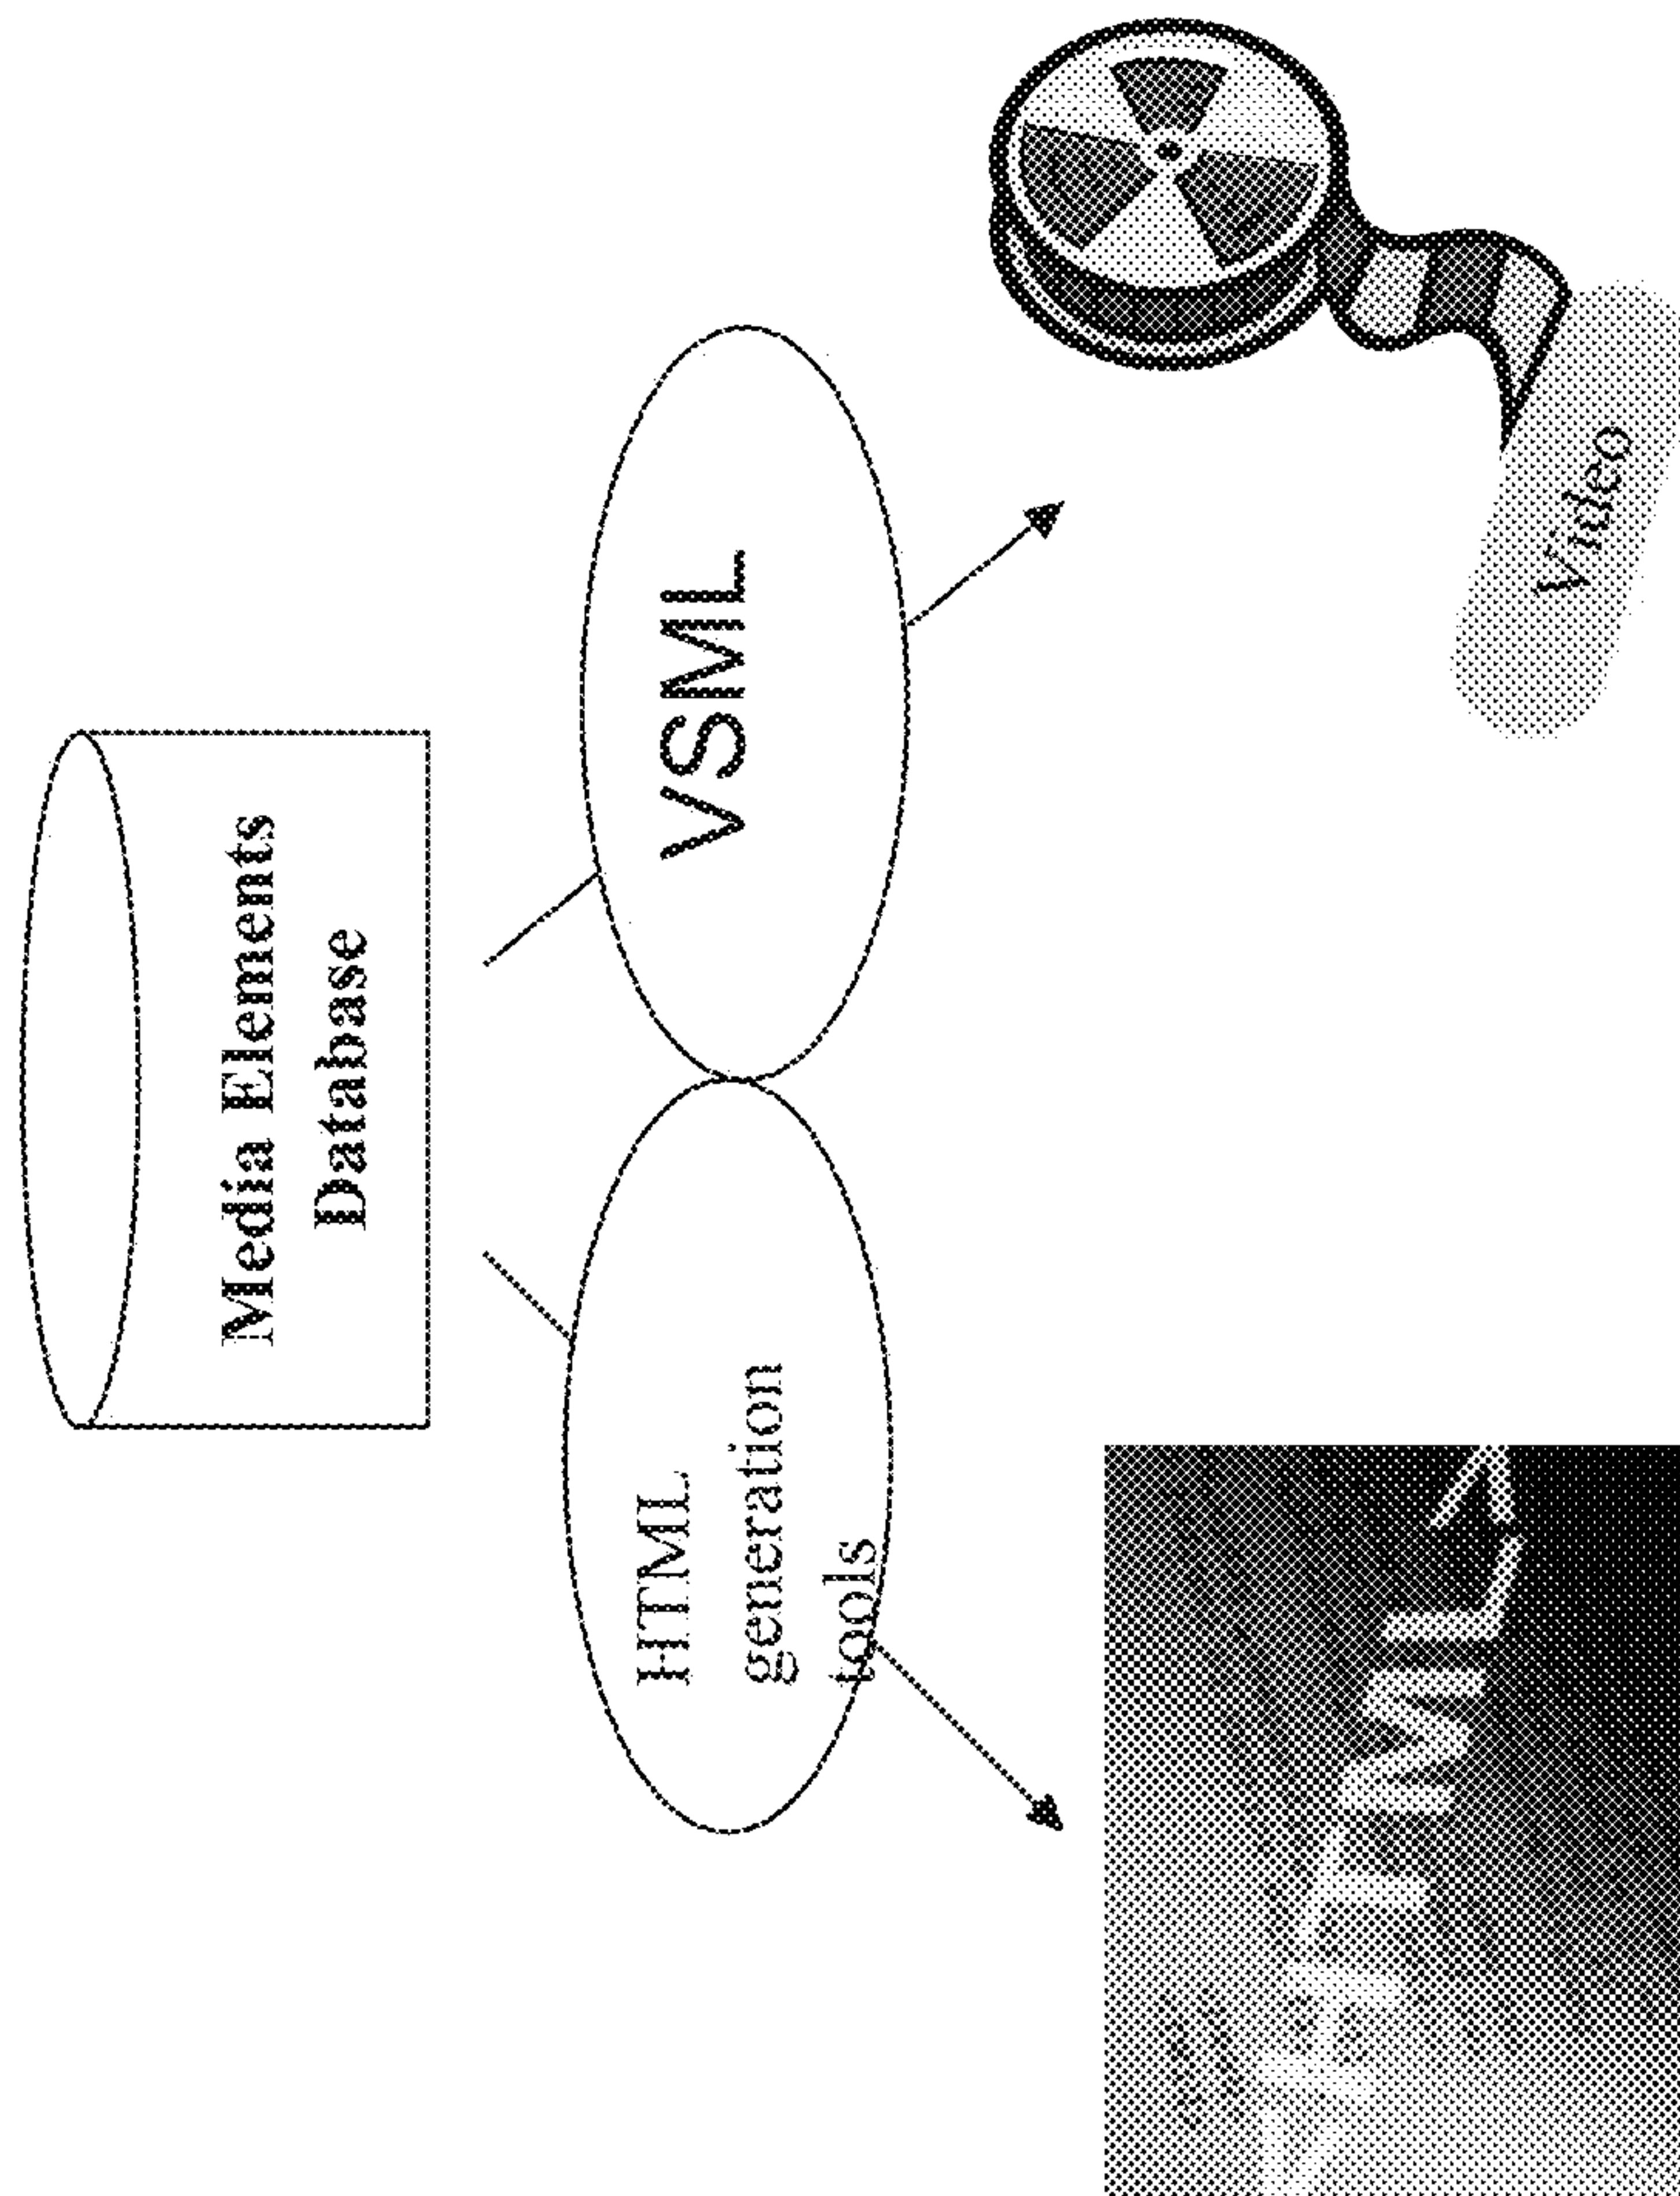 Media Elements
Database
HTML
generation
tools
VSML
<HTML>
Video